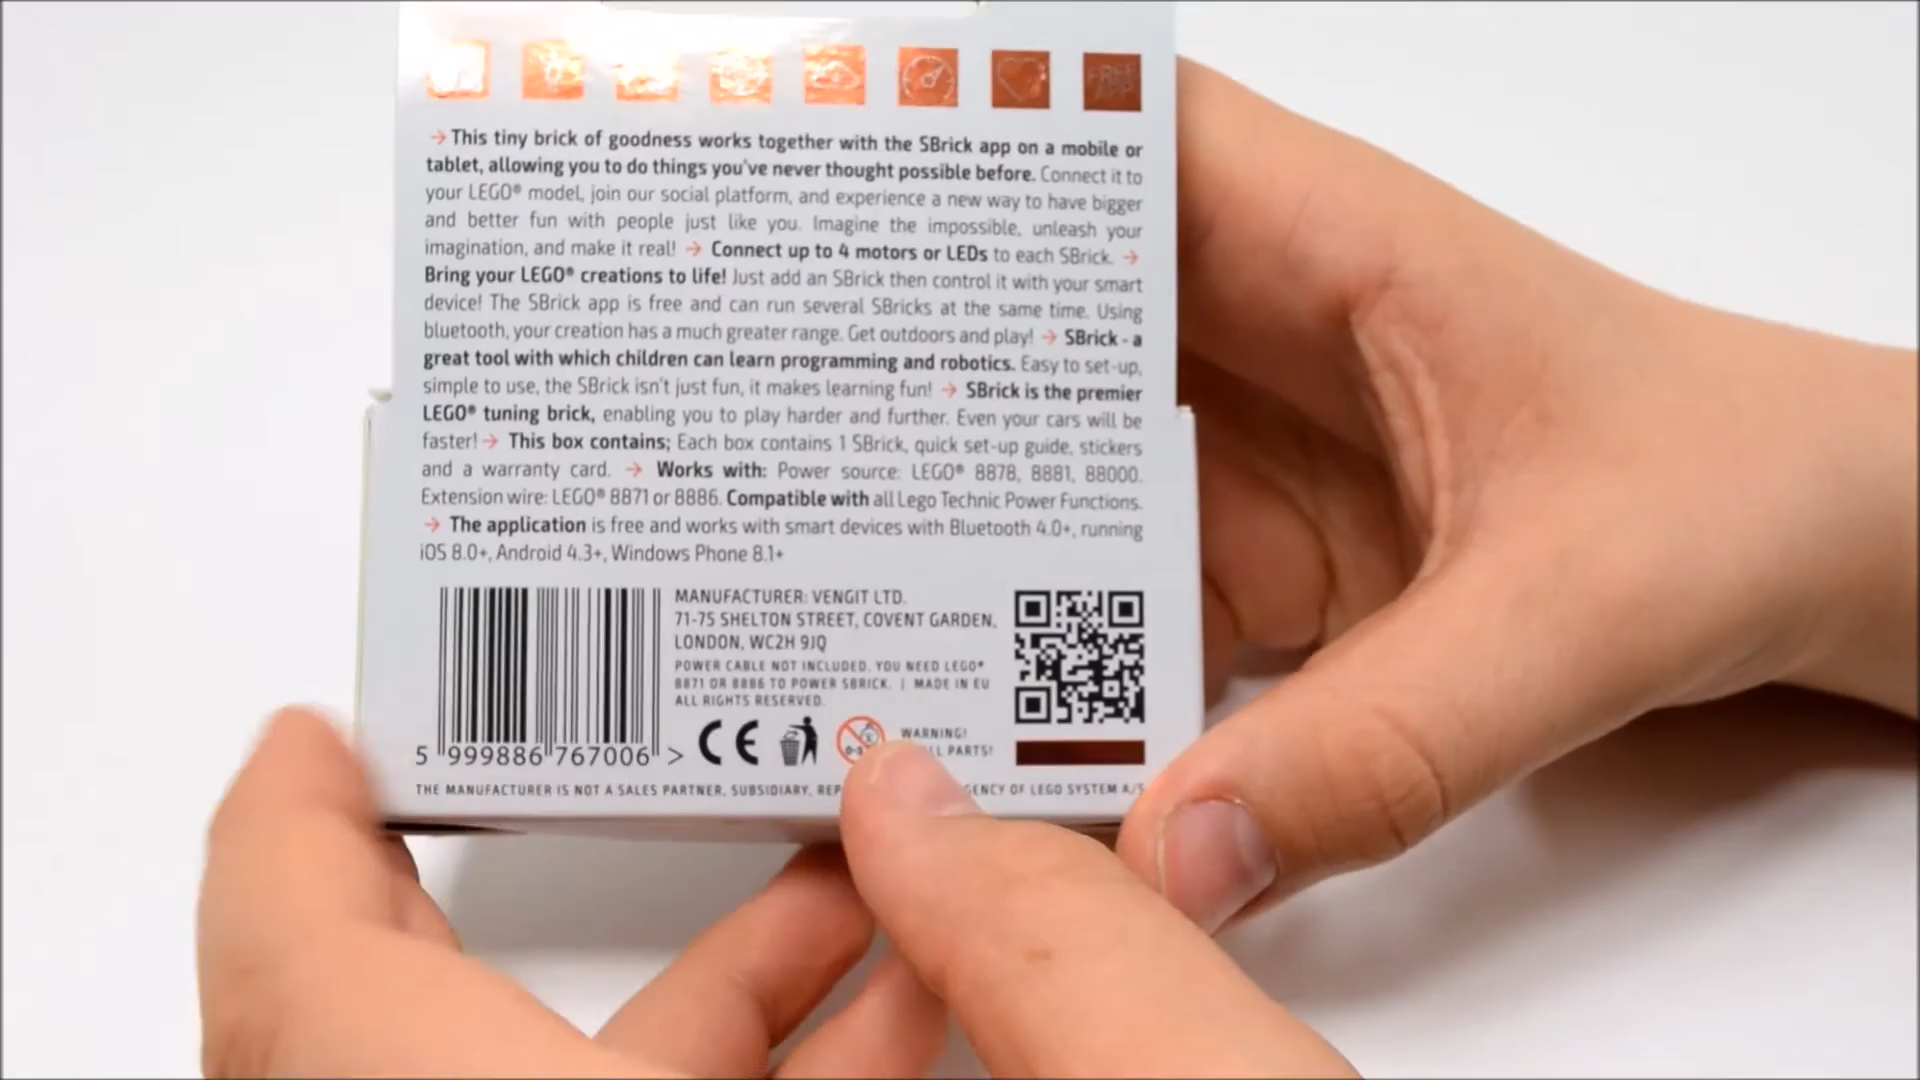 FREE
APP
→ This tiny brick of goodness works together with the SBrick app on a mobile or
tablet, allowing you to do things you've never thought possible before. Connect it to
your LEGO® model, join our social platform, and experience a new way to have bigger
and better fun with people just like you. Imagine the impossible, unleash your
imagination, and make it real! → Connect up to 4 motors or LEDs to each SBrick. →
Bring your LEGO® creations to life! Just add an SBrick then control it with your smart
device! The SBrick app is free and can run several SBricks at the same time. Using
bluetooth, your creation has a much greater range. Get outdoors and play! → SBrick - a
great tool with which children can learn programming and robotics. Easy to set-up,
simple to use, the SBrick isn't just fun, it makes learning fun! → SBrick is the premier
LEGO® tuning brick, enabling you to play harder and further. Even your cars will be
faster! → This box contains; Each box contains 1 SBrick, quick set-up guide, stickers
and a warranty card. → Works with: Power source: LEGO® 8878, 8881, 88000.
Extension wire: LEGO® 8871 or 8886. Compatible with all Lego Technic Power Functions.
→ The application is free and works with smart devices with Bluetooth 4.0+, running
iOS 8.0+, Android 4.3+, Windows Phone 8.1+
MANUFACTURER: VENGIT LTD.
71-75 SHELTON STREET, COVENT GARDEN,
LONDON, WC2H 9JQ
POWER CABLE NOT INCLUDED. YOU NEED LEGO®
8871 OR 8886 TO POWER SBRICK. | MADE IN EU
ALL RIGHTS RESERVED.
5 999886 767006 >
CE
WARNING!
PARTS!
THE MANUFACTURER IS NOT A SALES PARTNER, SUBSIDIARY, OF LEGO SYSTEM A/S